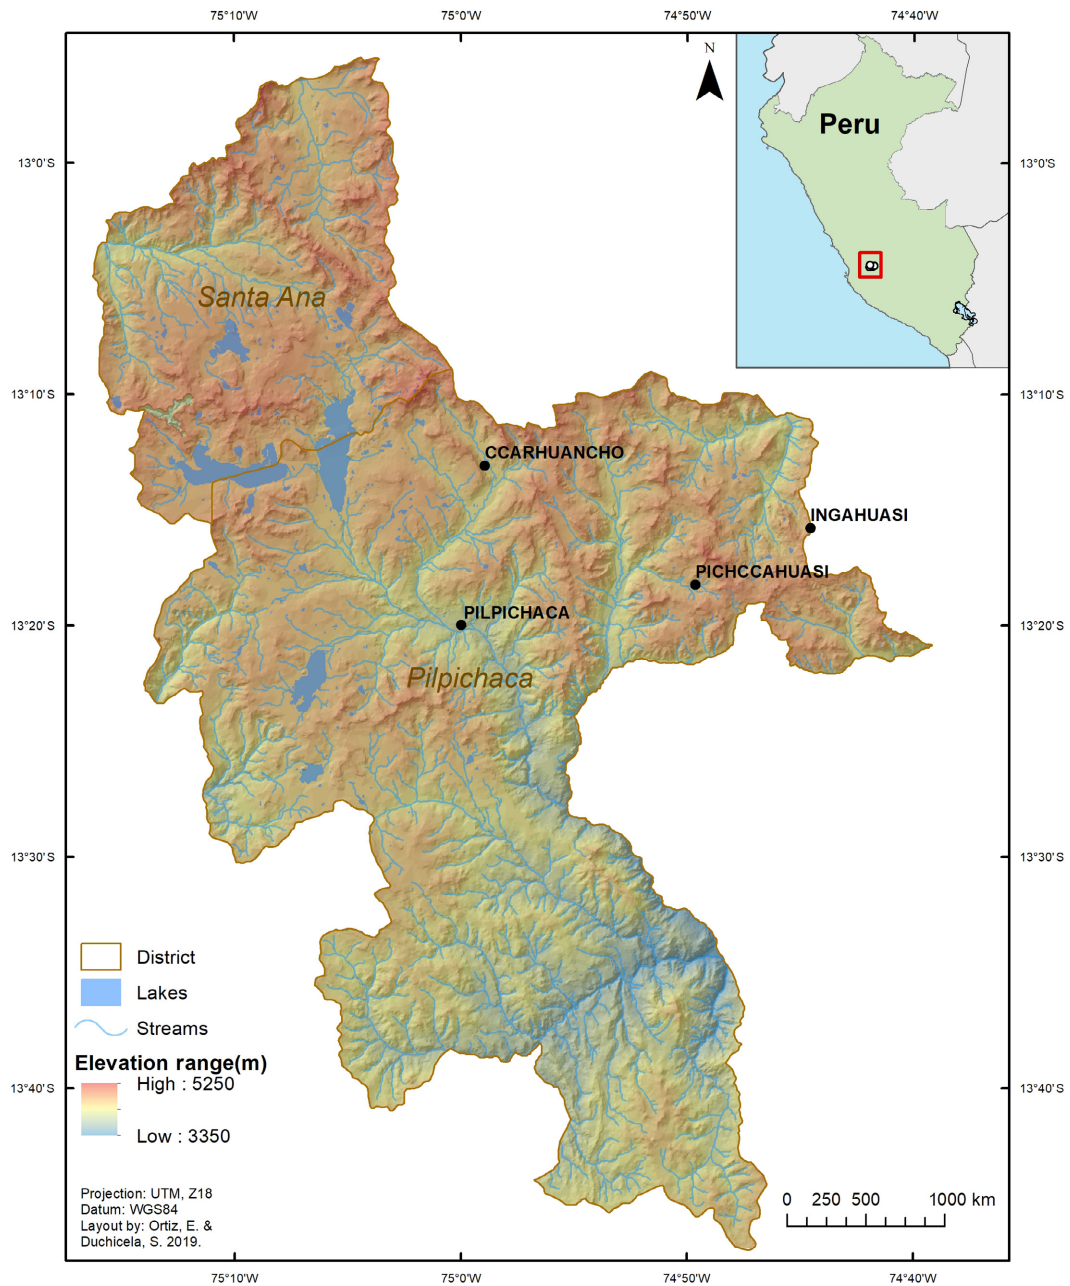 75°10'W 75°0'W 74°50'W 74°40'W
N
Peru
13°0'S 13°0'S
Santa Ana
13°10'S 13°10'S
CCARHUANCHO
INGAHUASI
PICHCCAHUASI
PILPICHACA
13°20'S 13°20'S
Pilpichaca
13°30'S 13°30'S
District
Lakes
Streams
Elevation range(m)
High : 5250
Low : 3350
13°40'S 13°40'S
Projection: UTM, Z18
Datum: WGS84
Layout by: Ortiz, E. &
Duchicela, S. 2019.
0 250 500 1000 km
75°10'W 75°0'W 74°50'W 74°40'W